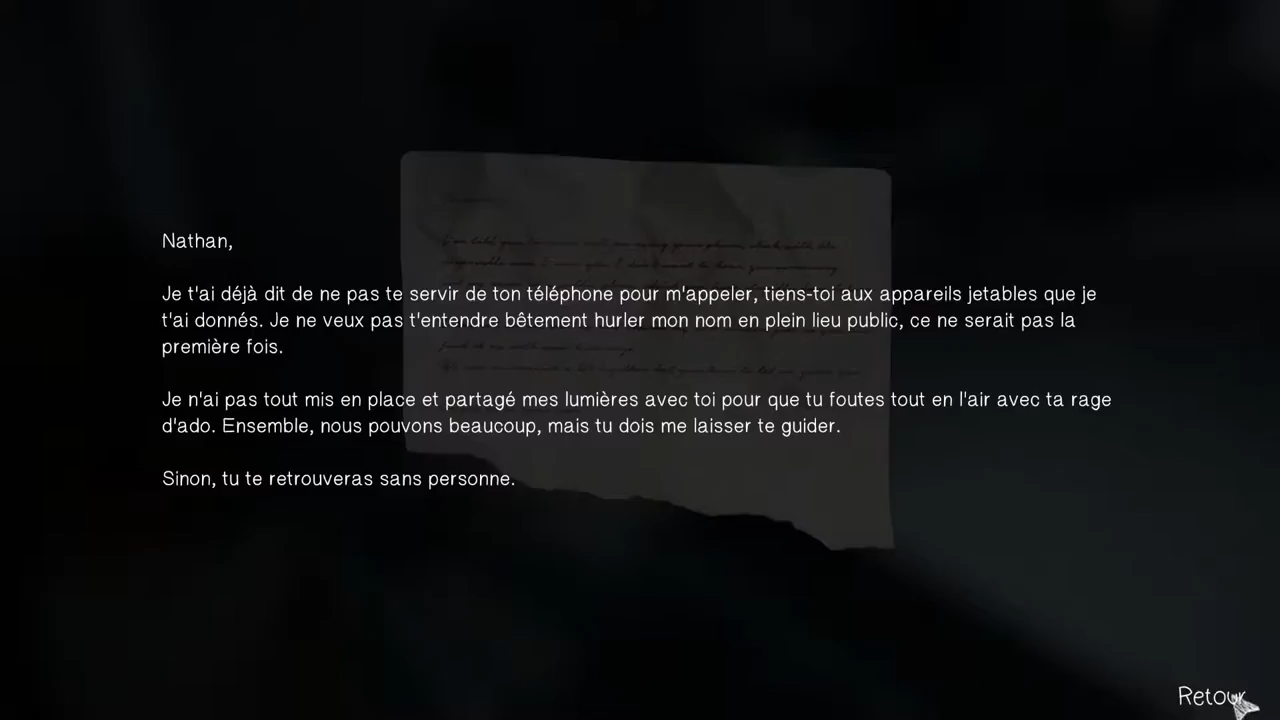 Nathan,
Je t'ai déjà dit de ne pas te servir de ton téléphone pour m'appeler, tiens-toi aux appareils jetables que je
t'ai donnés. Je ne veux pas t'entendre bêtement hurler mon nom en plein lieu public, ce ne serait pas la
première fois.
Je n'ai pas tout mis en place et partagé mes lumières avec toi pour que tu foutes tout en l'air avec ta rage
d'ado. Ensemble, nous pouvons beaucoup, mais tu dois me laisser te guider.
Sinon, tu te retrouveras sans personne.
Retour